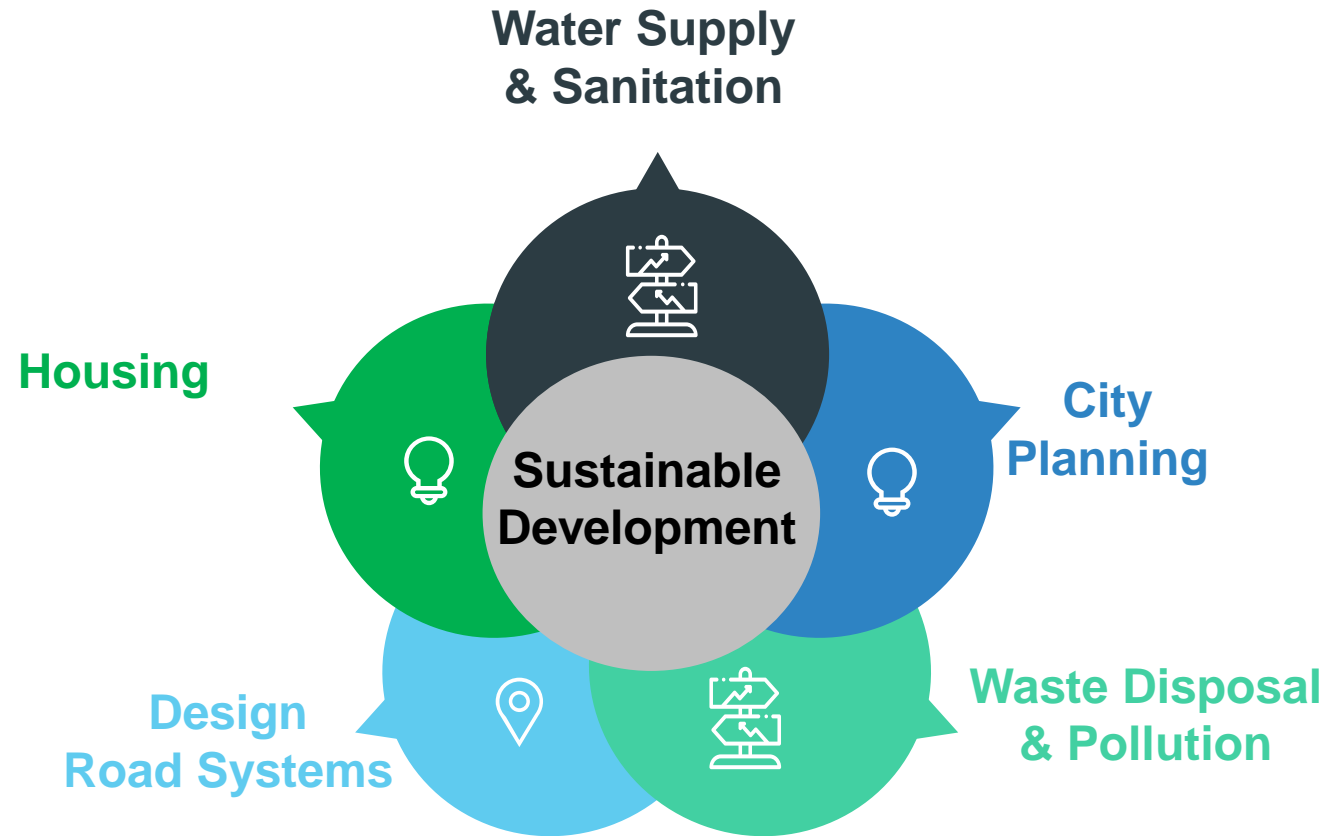 Water Supply
& Sanitation
Housing
City
Planning
Sustainable
Development
Waste Disposal
& Pollution
Design
Road Systems